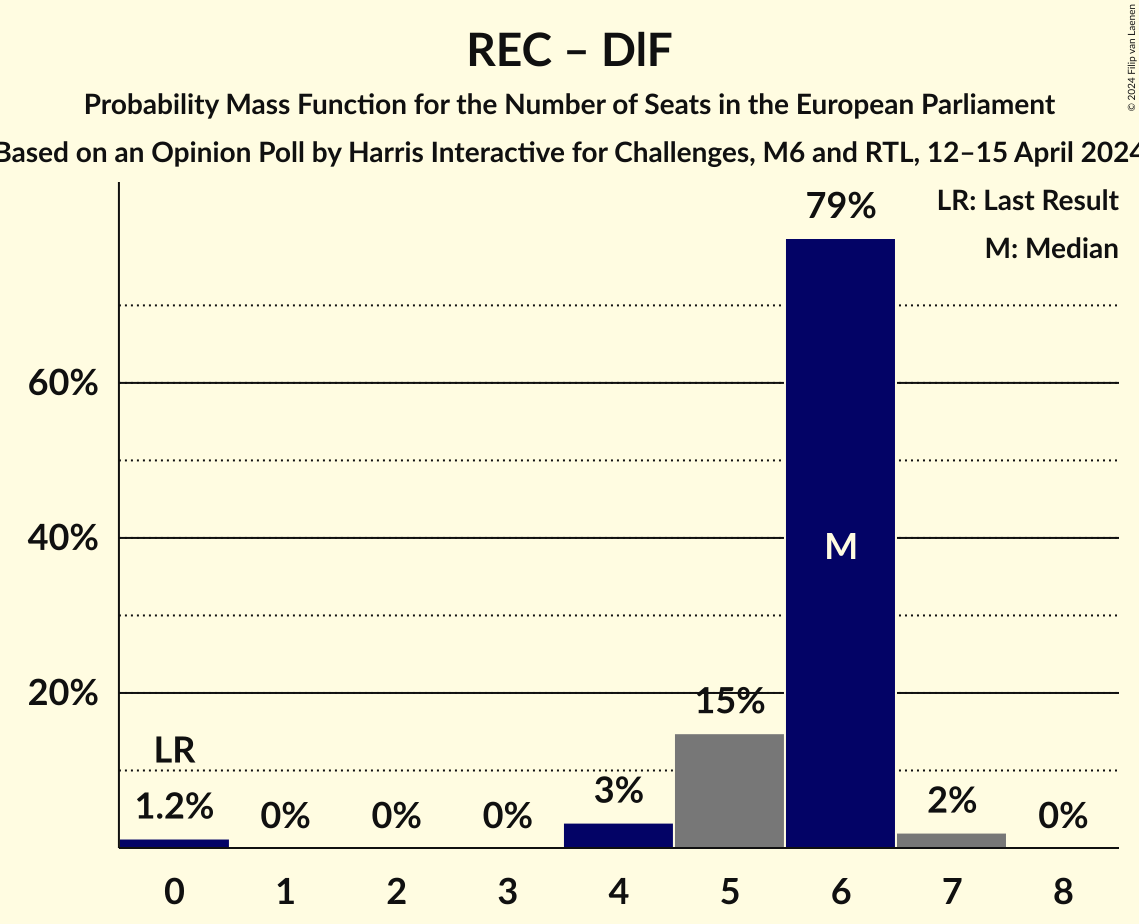 © 2024 Filip van Laenen
REC – DlF
Probability Mass Function for the Number of Seats in the European Parliament
Based on an Opinion Poll by Harris Interactive for Challenges, M6 and RTL, 12–15 April 2024
LR: Last Result
M: Median
79%
60%
40%
M
20%
15%
LR
1.2%
0%
0%
0%
3%
2%
0%
0 1 2 3 4 5 6 7 8